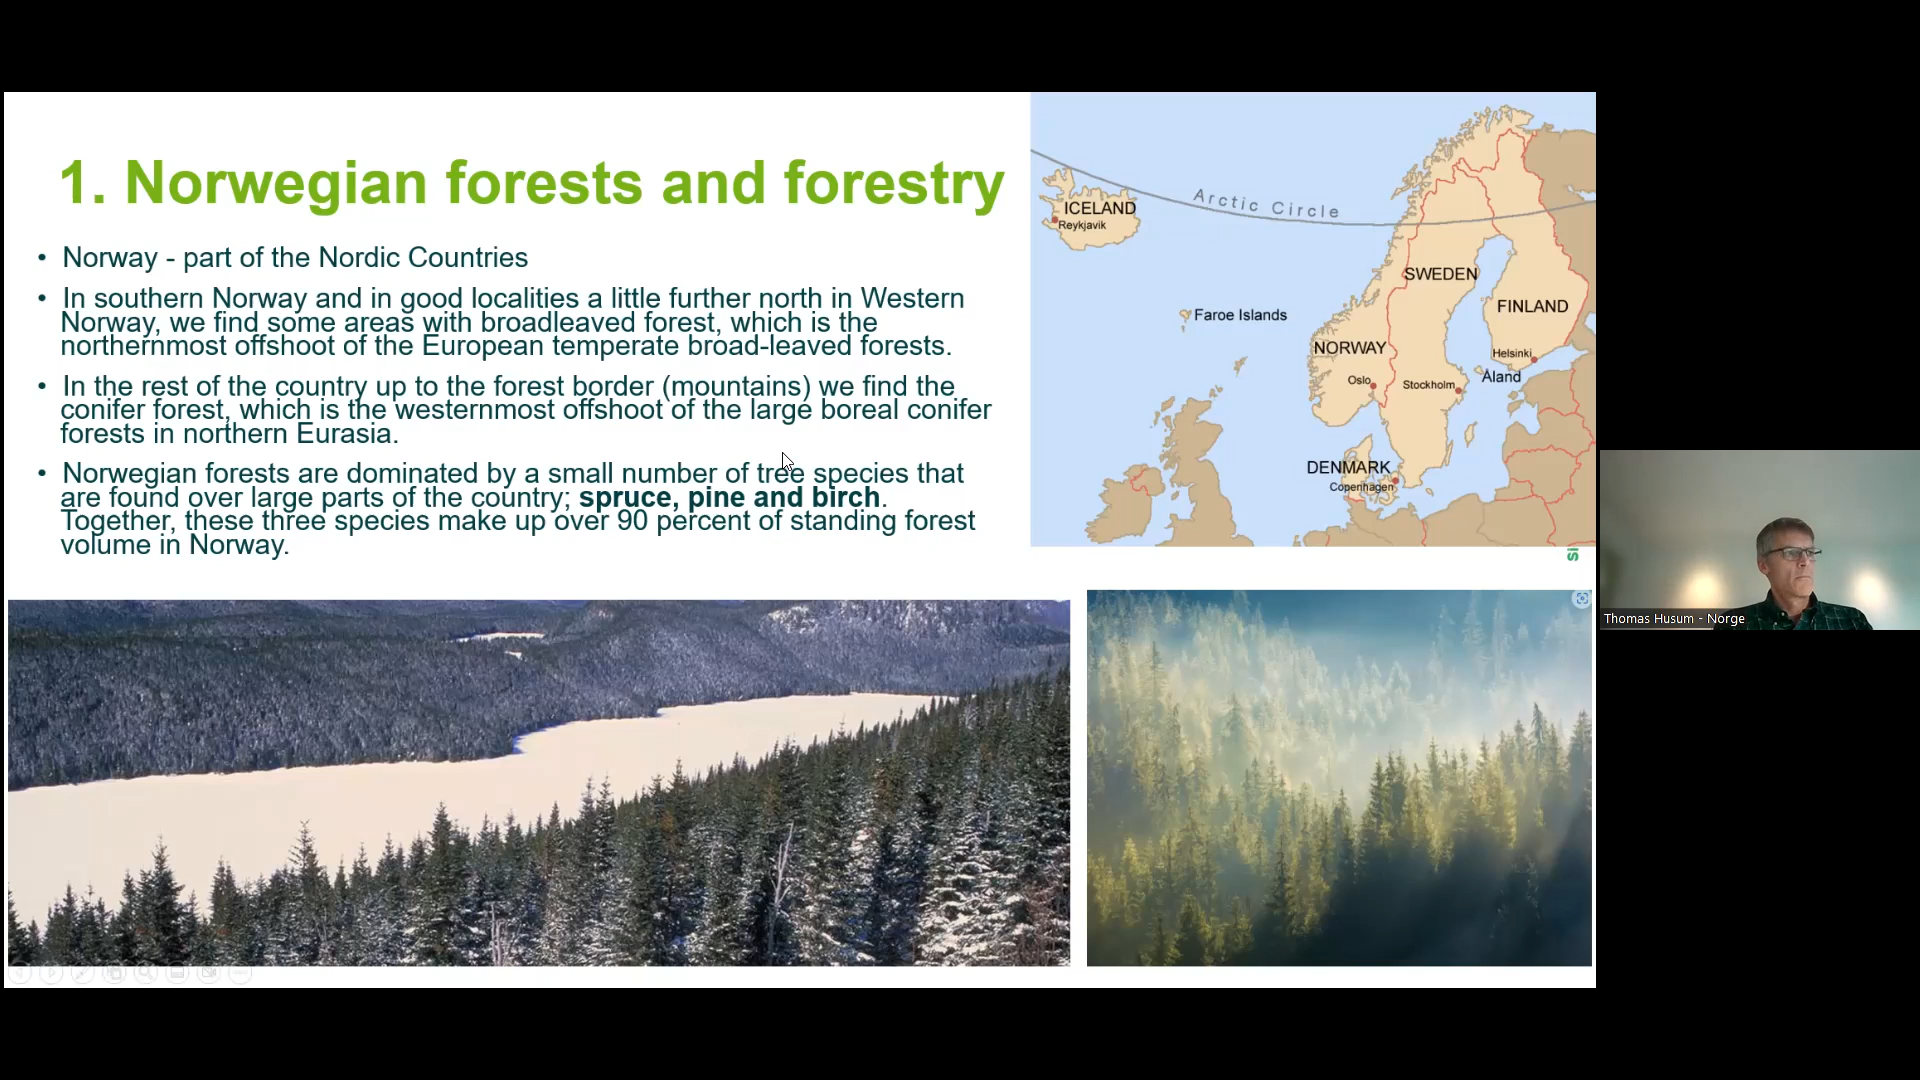 1. Norwegian forests and forestry
• Norway - part of the Nordic Countries
• In southern Norway and in good localities a little further north in Western
Norway, we find some areas with broadleaved forest, which is the
northernmost offshoot of the European temperate broad-leaved forests.
• In the rest of the country up to the forest border (mountains) we find the
conifer forest, which is the westernmost offshoot of the large boreal conifer
forests in northern Eurasia.
• Norwegian forests are dominated by a small number of tree species that
are found over large parts of the country; spruce, pine and birch.
Together, these three species make up over 90 percent of standing forest
volume in Norway.
Arctic Circle
ICELAND
Reykjavik
SWEDEN
FINLAND
Faroe Islands
NORWAY
Helsinki
Åland
Oslo
Stockholm
DENMARK
Copenhagen
si
Thomas Husum - Norge